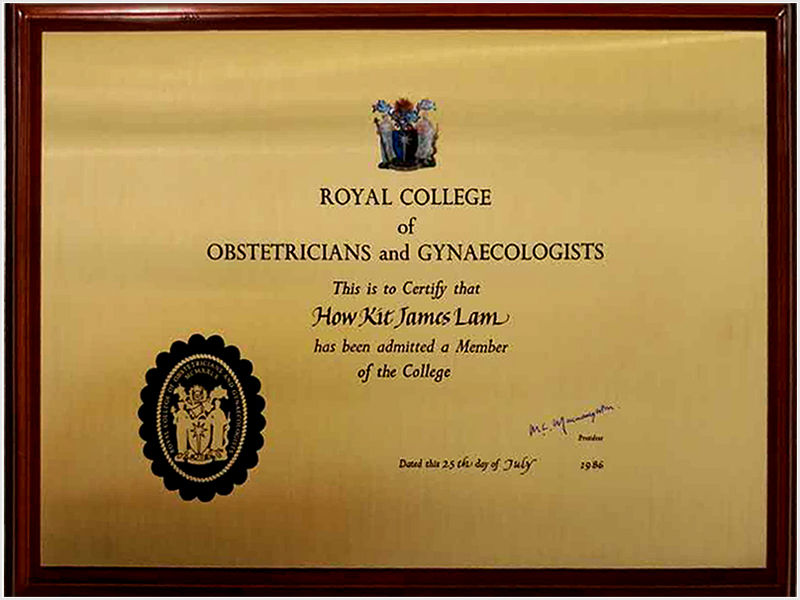 ROYAL COLLEGE
of
OBSTETRICIANS and GYNAECOLOGISTS
This is to Certify that
How Kit James Lam
has been admitted a Member
of the College
President
Dated this 25th day of July 1986